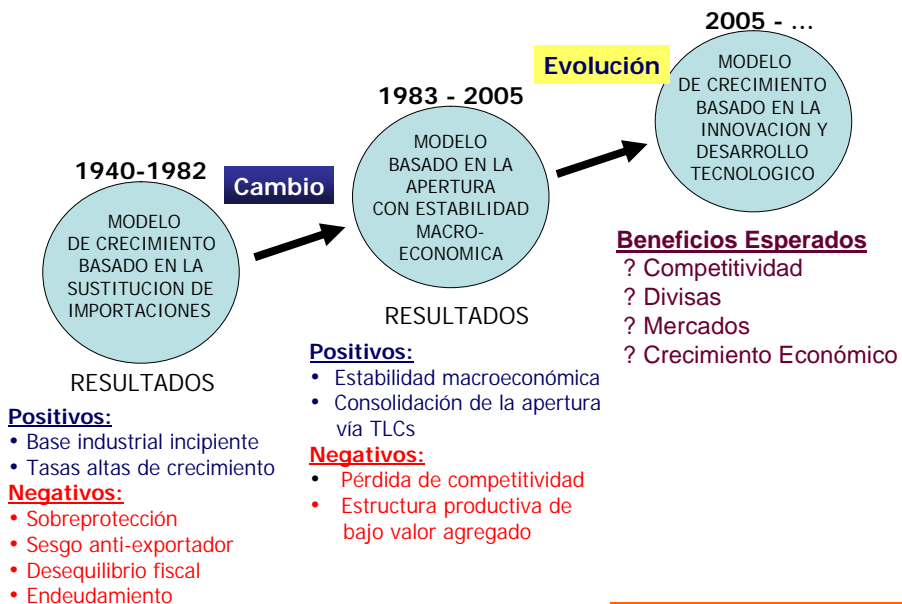 1940-1982
MODELO
DE CRECIMIENTO
BASADO EN LA
SUSTITUCION DE
IMPORTACIONES
RESULTADOS
Positivos:
• Base industrial incipiente
• Tasas altas de crecimiento
Negativos:
• Sobreprotección
• Sesgo anti-exportador
• Desequilibrio fiscal
• Endeudamiento
Cambio
1983 - 2005
MODELO
BASADO EN LA
APERTURA
CON ESTABILIDAD
MACRO-
ECONOMICA
RESULTADOS
Positivos:
• Estabilidad macroeconómica
• Consolidación de la apertura
vía TLCs
Negativos:
• Pérdida de competitividad
• Estructura productiva de
bajo valor agregado
Evolución
2005 - ...
MODELO
DE CRECIMIENTO
BASADO EN LA
INNOVACION Y
DESARROLLO
TECNOLOGICO
Beneficios Esperados
? Competitividad
? Divisas
? Mercados
? Crecimiento Económico